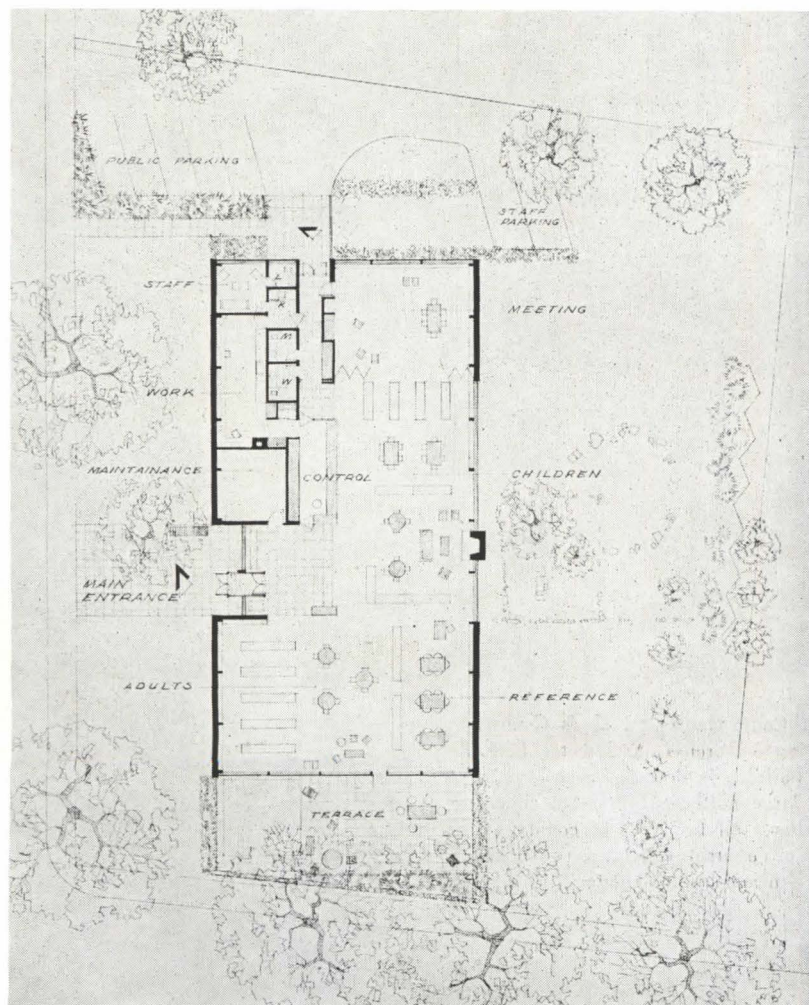 PUBLIC PARKING
STAFF
PARKING
STAFF
L
K
MEETING
M
WORK
W
MAINTAINANCE
CONTROL
CHILDREN
MAIN
ENTRANCE
ADULTS
REFERENCE
TERRACE